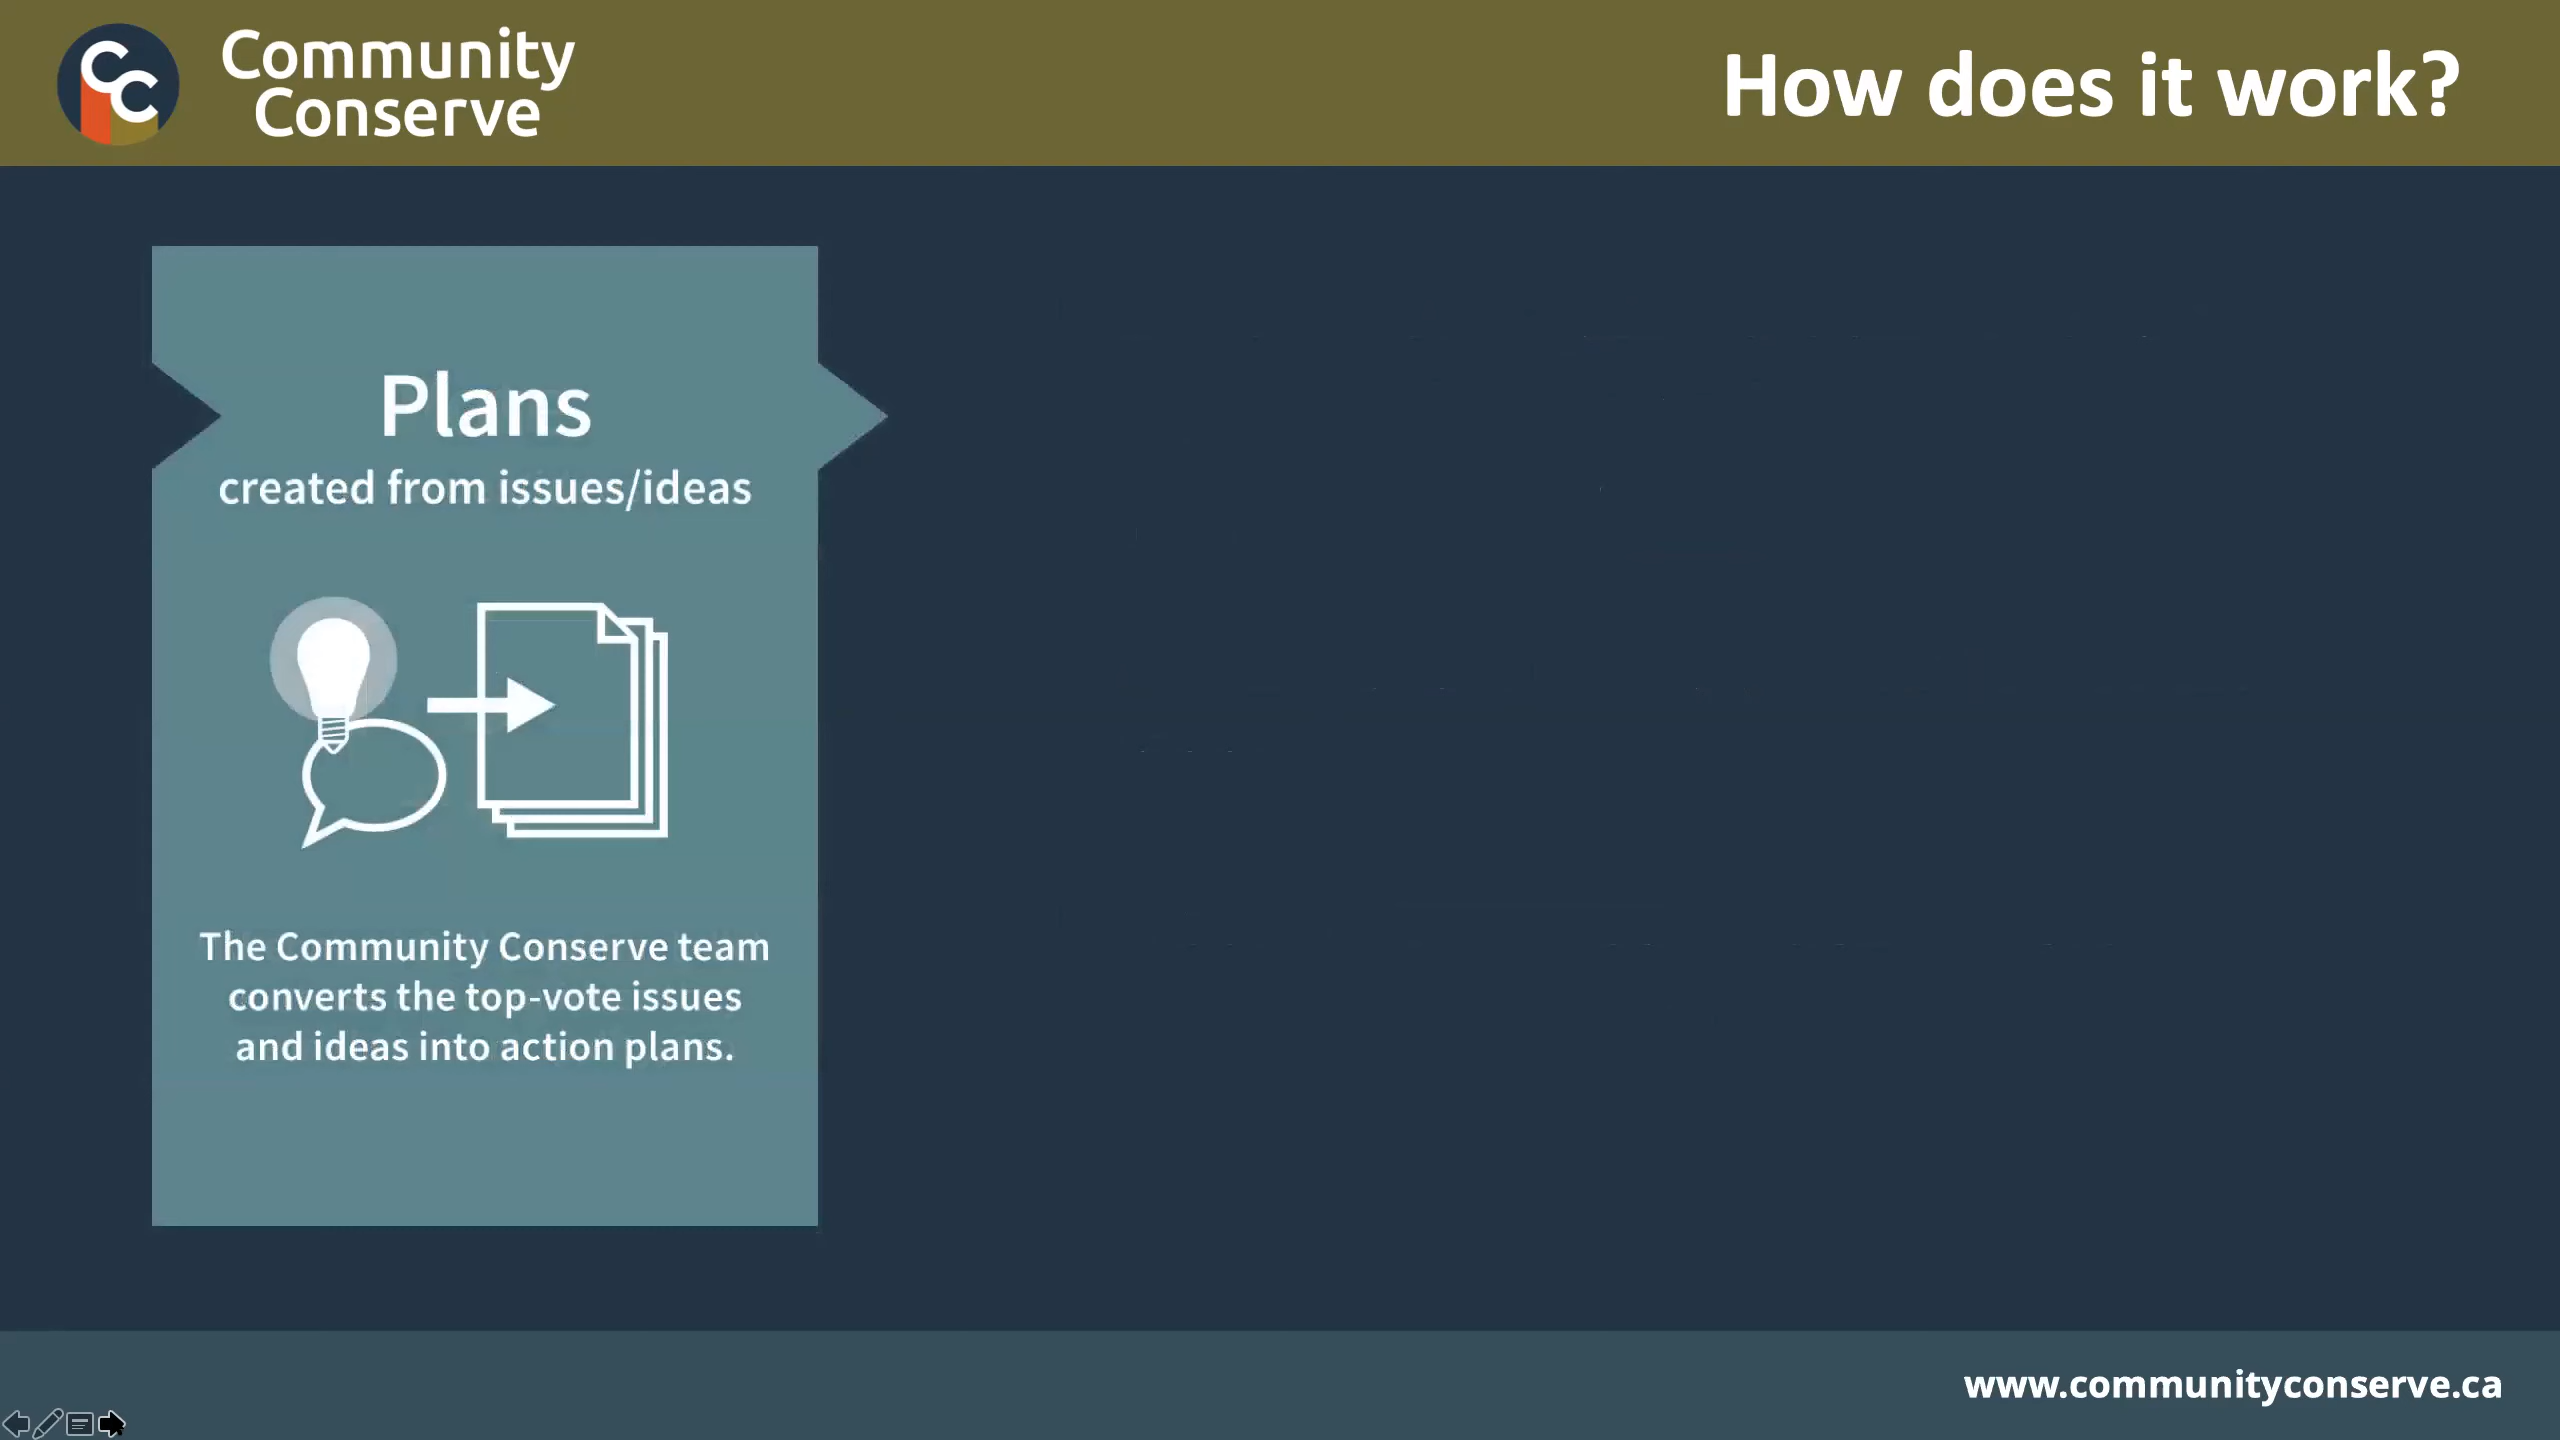 CC
Community
Conserve
How does it work?
Plans
created from issues/ideas
The Community Conserve team
converts the top-vote issues
and ideas into action plans.
www.communityconserve.ca